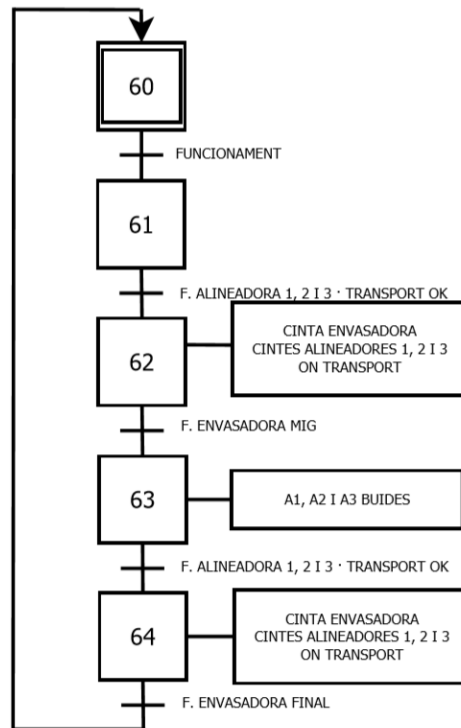 60
FUNCIONAMENT
61
F. ALINEADORA 1, 2 I 3 · TRANSPORT OK
62
CINTA ENVASADORA
CINTES ALINEADORES 1, 2 I 3
ON TRANSPORT
F. ENVASADORA MIG
63
A1, A2 I A3 BUIDES
F. ALINEADORA 1, 2 I 3 · TRANSPORT OK
64
CINTA ENVASADORA
CINTES ALINEADORES 1, 2 I 3
ON TRANSPORT
F. ENVASADORA FINAL